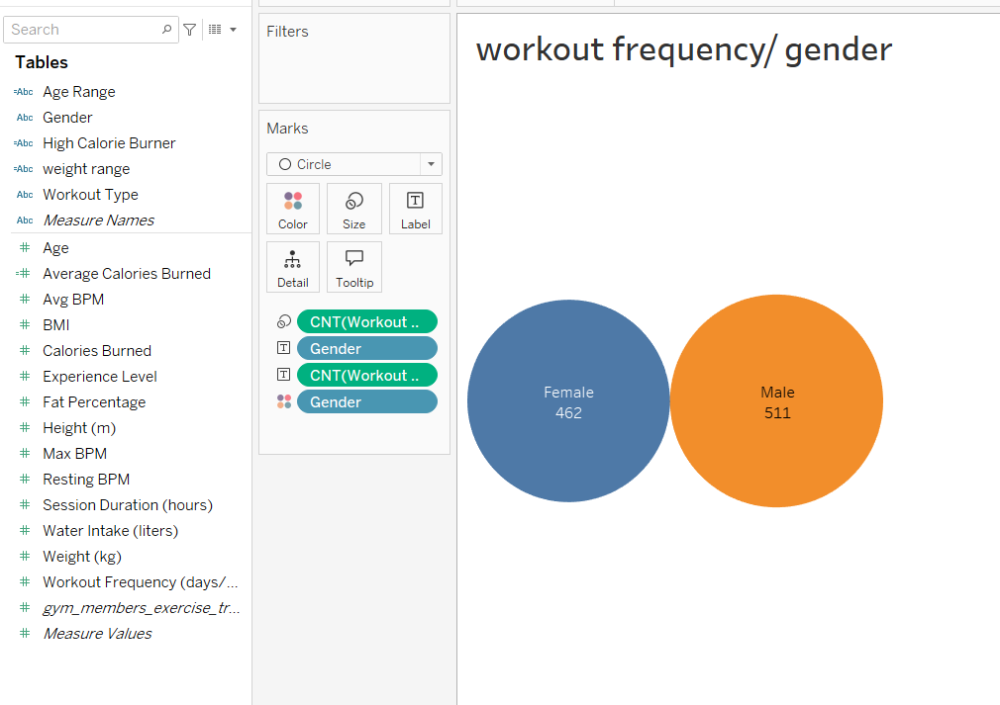 Search
Tables
=Abc Age Range
Abc Gender
=Abc High Calorie Burner
=Abc weight range
Abc Workout Type
Abc Measure Names
# Age
=# Average Calories Burned
# Avg BPM
# BMI
# Calories Burned
# Experience Level
# Fat Percentage
# Height (m)
# Max BPM
# Resting BPM
# Session Duration (hours)
# Water Intake (liters)
# Weight (kg)
# Workout Frequency (days/...
# gym_members_exercise_tr...
# Measure Values
Filters
Marks
Circle
Color
Size
T
Label
Detail
Tooltip
CNT(Workout ..
T Gender
T CNT(Workout ..
Gender
workout frequency/ gender
Female
462
Male
511